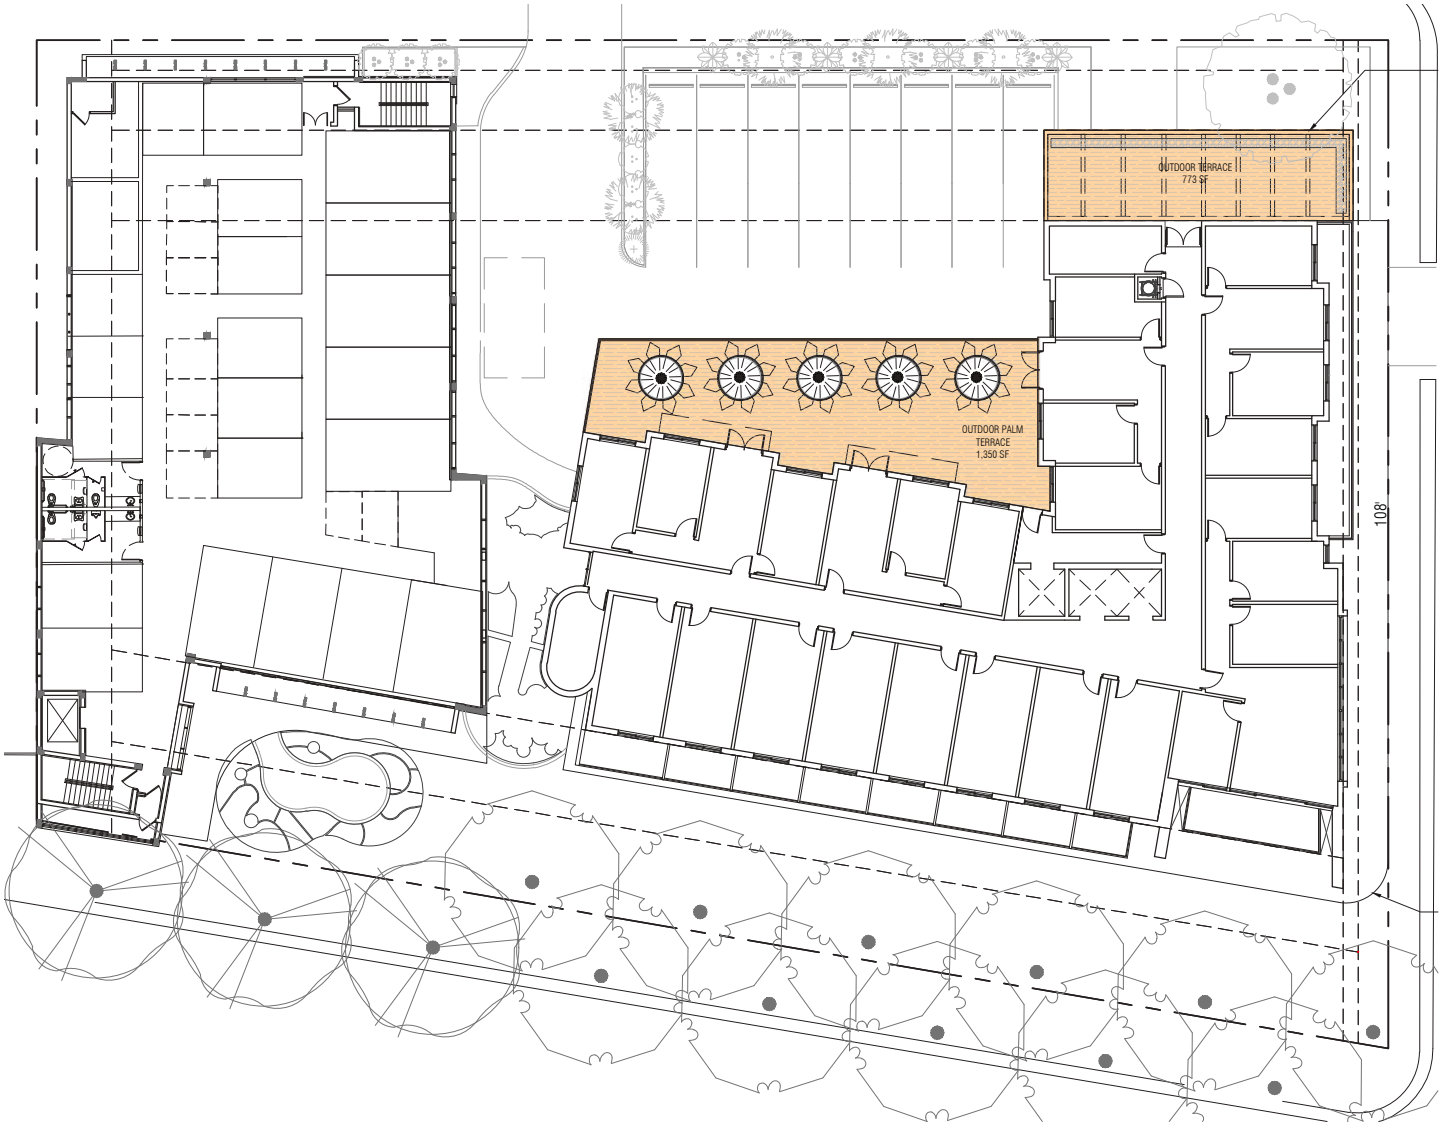 OUTDOOR TERRACE
773 SF
OUTDOOR PALM
TERRACE
1,350 SF
108'